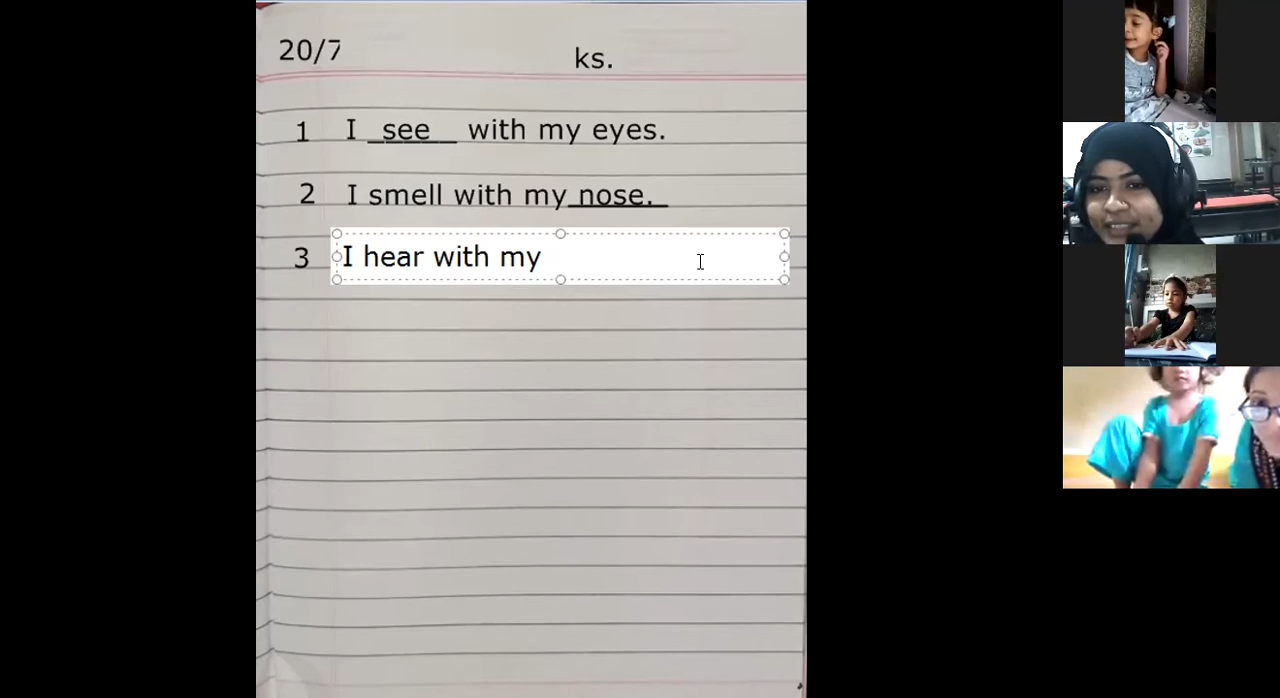 20/7
ks.
1 I see with my eyes.
2 I smell with my nose.
3 I hear with my